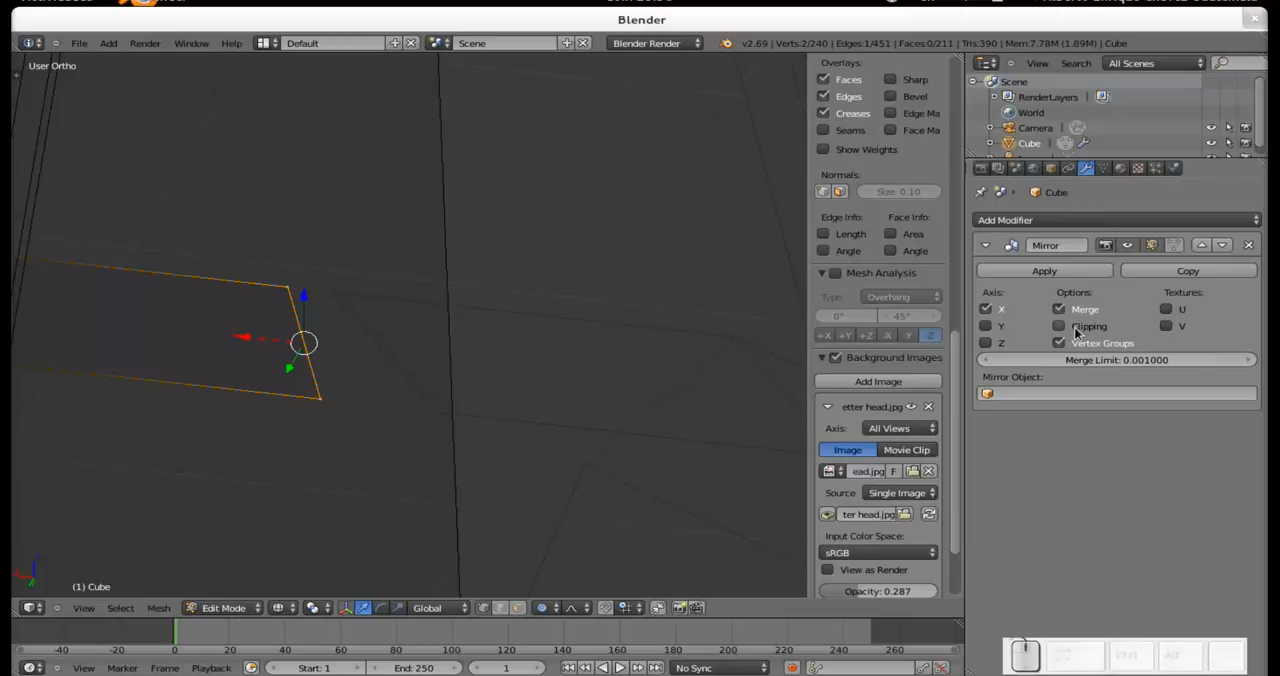 Blender
File Add Render Window Help Default Scene Blender Render v2.69 | Verts:2/240 | Edges:1/451 | Faces:0/211 | Tris:390 | Mem:7.78M (1.89M) | Cube
User Ortho
Overlays:
Faces Sharp
Edges Bevel
Creases Edge Ma
Seams Face Ma
Show Weights
Normals:
Size: 0.10
Edge Info: Face Info:
Length Area
Angle Angle
Mesh Analysis
Type: Overhang
0° 45°
+X +Y +Z -X -Y -Z
Background Images
Add Image
etter head.jpg
Axis: All Views
Image Movie Clip
ead.jpg F
Source Single Image
ter head.jpg
Input Color Space:
sRGB
View as Render
Opacity: 0.287
View Search All Scenes
Scene
RenderLayers |
World
Camera
Cube
Cube
Add Modifier
Mirror
Apply Copy
Axis: Options: Textures:
X Merge U
Y Clipping V
Z Vertex Groups
Merge Limit: 0.001000
Mirror Object:
(1) Cube
View Select Mesh Edit Mode Global
-40 -20 0 20 40 60 80 100 120 140 160 180 200 220 240 260
View Marker Frame Playback Start: 1 End: 250 1 No Sync
Ctrl Alt